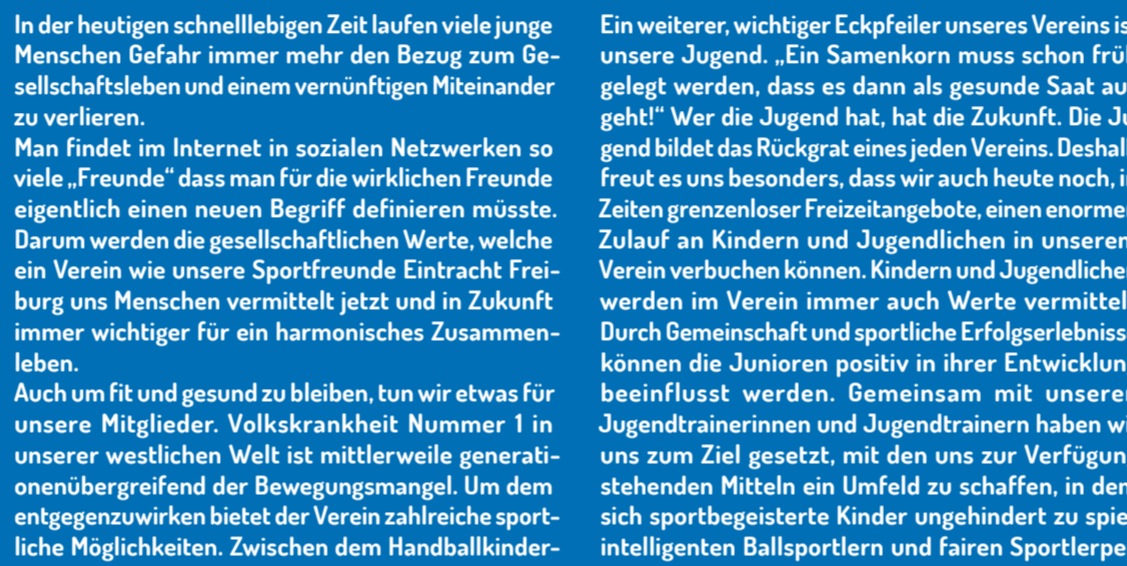 In der heutigen schnelllebigen Zeit laufen viele junge
Menschen Gefahr immer mehr den Bezug zum Ge-
sellschaftsleben und einem vernünftigen Miteinander
zu verlieren.
Man findet im Internet in sozialen Netzwerken so
viele „Freunde“ dass man für die wirklichen Freunde
eigentlich einen neuen Begriff definieren müsste.
Darum werden die gesellschaftlichen Werte, welche
ein Verein wie unsere Sportfreunde Eintracht Frei-
burg uns Menschen vermittelt jetzt und in Zukunft
immer wichtiger für ein harmonisches Zusammen-
leben.
Auch um fit und gesund zu bleiben, tun wir etwas für
unsere Mitglieder. Volkskrankheit Nummer 1 in
unserer westlichen Welt ist mittlerweile generati-
onenübergreifend der Bewegungsmangel. Um dem
entgegenzuwirken bietet der Verein zahlreiche sport-
liche Möglichkeiten. Zwischen dem Handballkinder-
Ein weiterer, wichtiger Eckpfeiler unseres Vereins is
unsere Jugend. „Ein Samenkorn muss schon frü
gelegt werden, dass es dann als gesunde Saat au
geht!“ Wer die Jugend hat, hat die Zukunft. Die Ju
gend bildet das Rückgrat eines jeden Vereins. Deshal
freut es uns besonders, dass wir auch heute noch, i
Zeiten grenzenloser Freizeitangebote, einen enorme
Zulauf an Kindern und Jugendlichen in unserem
Verein verbuchen können. Kindern und Jugendliche
werden im Verein immer auch Werte vermittel
Durch Gemeinschaft und sportliche Erfolgserlebniss
können die Junioren positiv in ihrer Entwicklun
beeinflusst werden. Gemeinsam mit unsere
Jugendtrainerinnen und Jugendtrainern haben wi
uns zum Ziel gesetzt, mit den uns zur Verfügun
stehenden Mitteln ein Umfeld zu schaffen, in dem
sich sportbegeisterte Kinder ungehindert zu spie
intelligenten Ballsportlern und fairen Sportlerpe